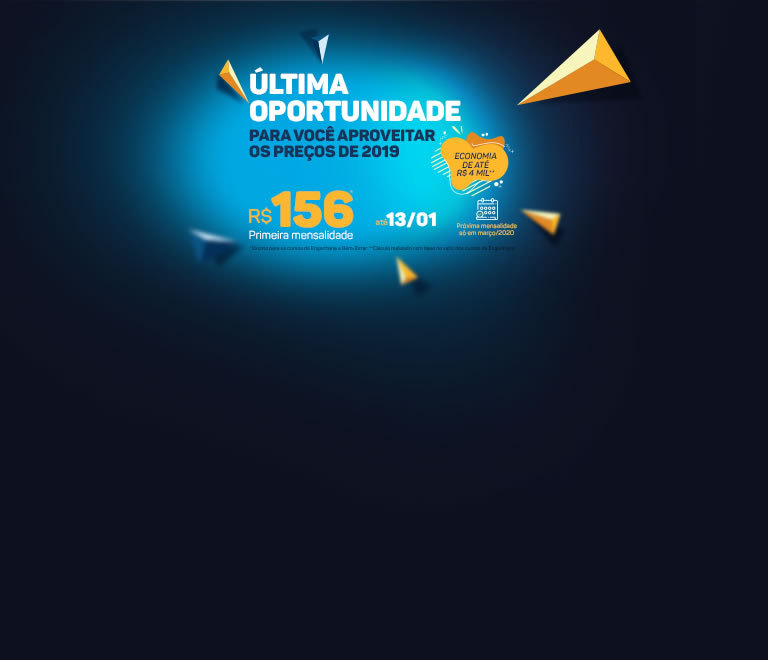 ÚLTIMA
OPORTUNIDADE
PARA VOCÊ APROVEITAR
OS PREÇOS DE 2019
ECONOMIA
DE ATÉ
R$ 4 MIL**
R$156*
Primeira mensalidade
até 13/01
Próxima mensalidade
só em março/2020